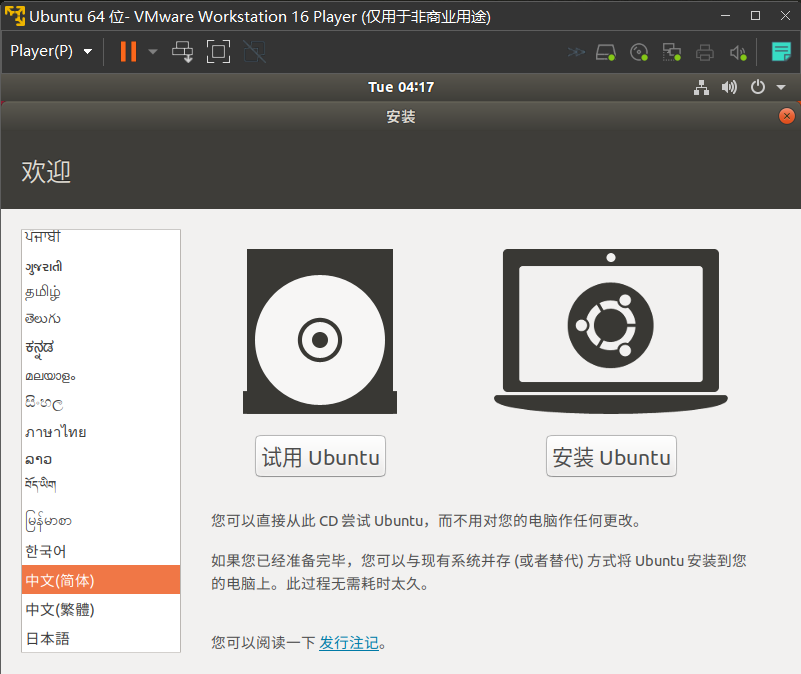 Ubuntu 64 位- VMware Workstation 16 Player (仅用于非商业用途)
Player(P)
Tue 04:17
安装
欢迎
ਪੰਜਾਬੀ
ગુજરાતી
தமிழ்
తెలుగు
ಕನ್ನಡ
മലയാളം
සිංහල
ภาษาไทย
ລາວ
བོད་ཡིག
မြန်မာစာ
한국어
中文(简体)
中文(繁體)
日本語
试用 Ubuntu
安装 Ubuntu
您可以直接从此 CD 尝试 Ubuntu，而不用对您的电脑作任何更改。
如果您已经准备完毕，您可以与现有系统并存 (或者替代) 方式将 Ubuntu 安装到您
的电脑上。此过程无需耗时太久。
您可以阅读一下 发行注记。